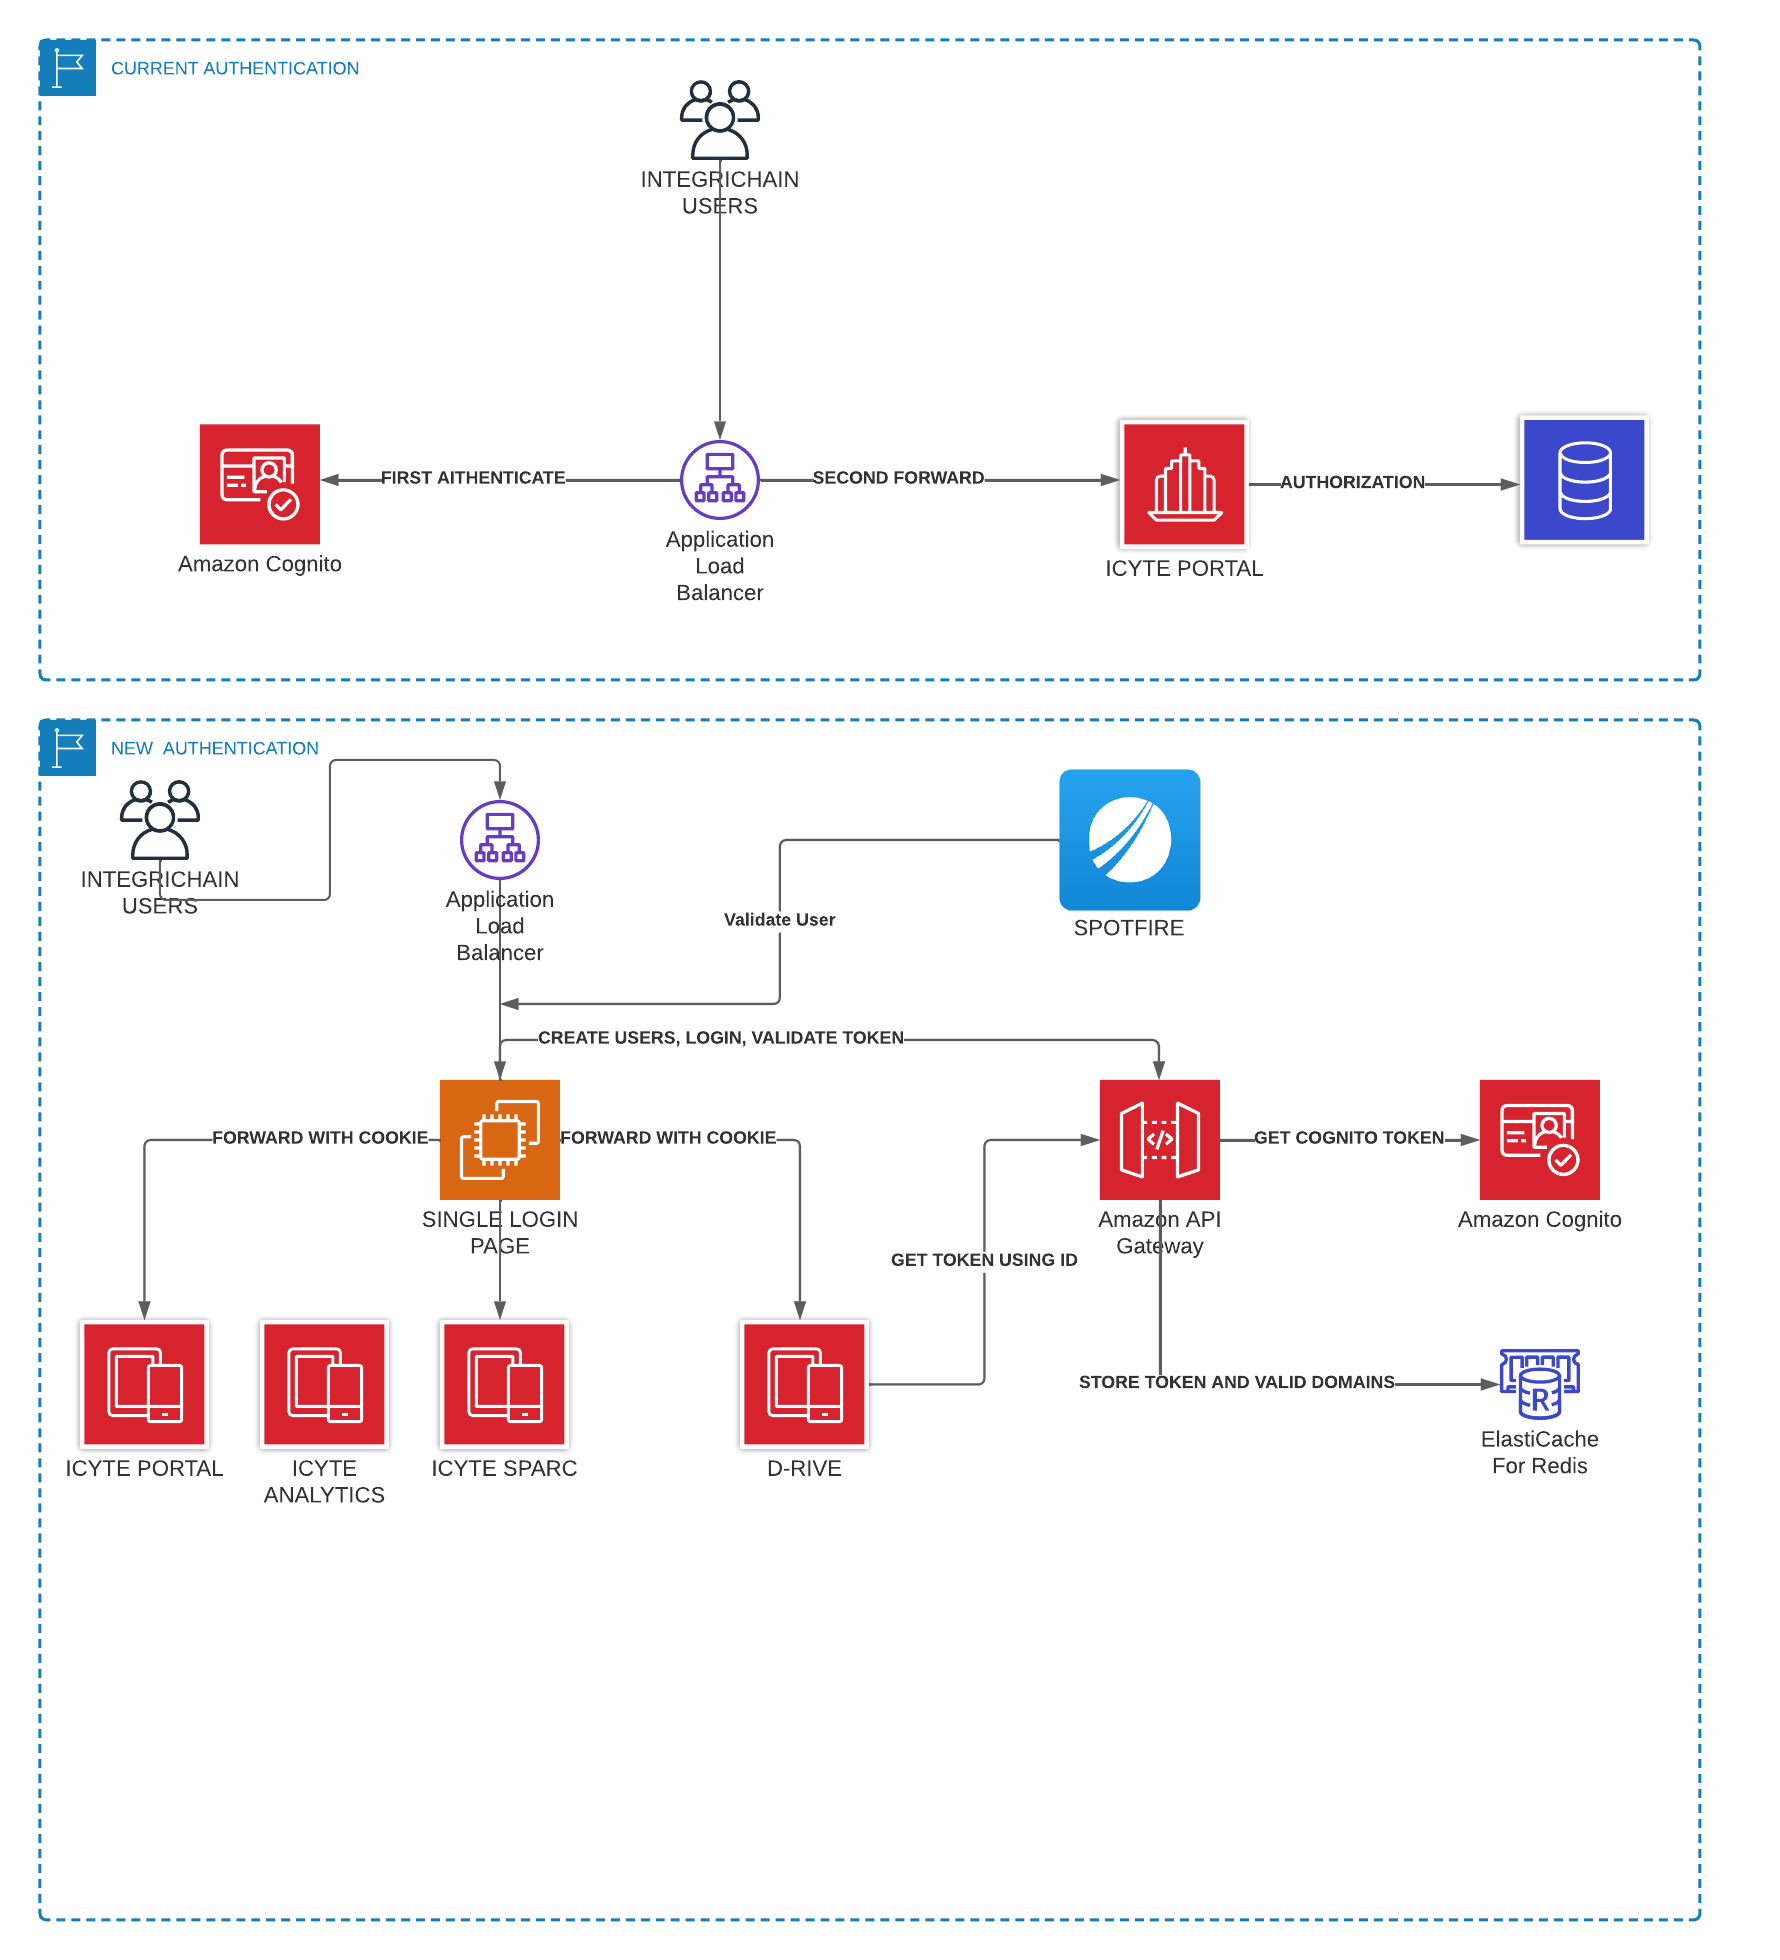 CURRENT AUTHENTICATION
INTEGRICHAIN
USERS
FIRST AITHENTICATE
SECOND FORWARD
AUTHORIZATION
Amazon Cognito
Application
Load
Balancer
ICYTE PORTAL
NEW AUTHENTICATION
INTEGRICHAIN
USERS
Application
Load
Balancer
Validate User
SPOTFIRE
CREATE USERS, LOGIN, VALIDATE TOKEN
FORWARD WITH COOKIE
FORWARD WITH COOKIE
GET COGNITO TOKEN
SINGLE LOGIN
PAGE
Amazon API
Gateway
Amazon Cognito
GET TOKEN USING ID
STORE TOKEN AND VALID DOMAINS
R
ElastiCache
For Redis
ICYTE PORTAL
ICYTE
ANALYTICS
ICYTE SPARC
D-RIVE